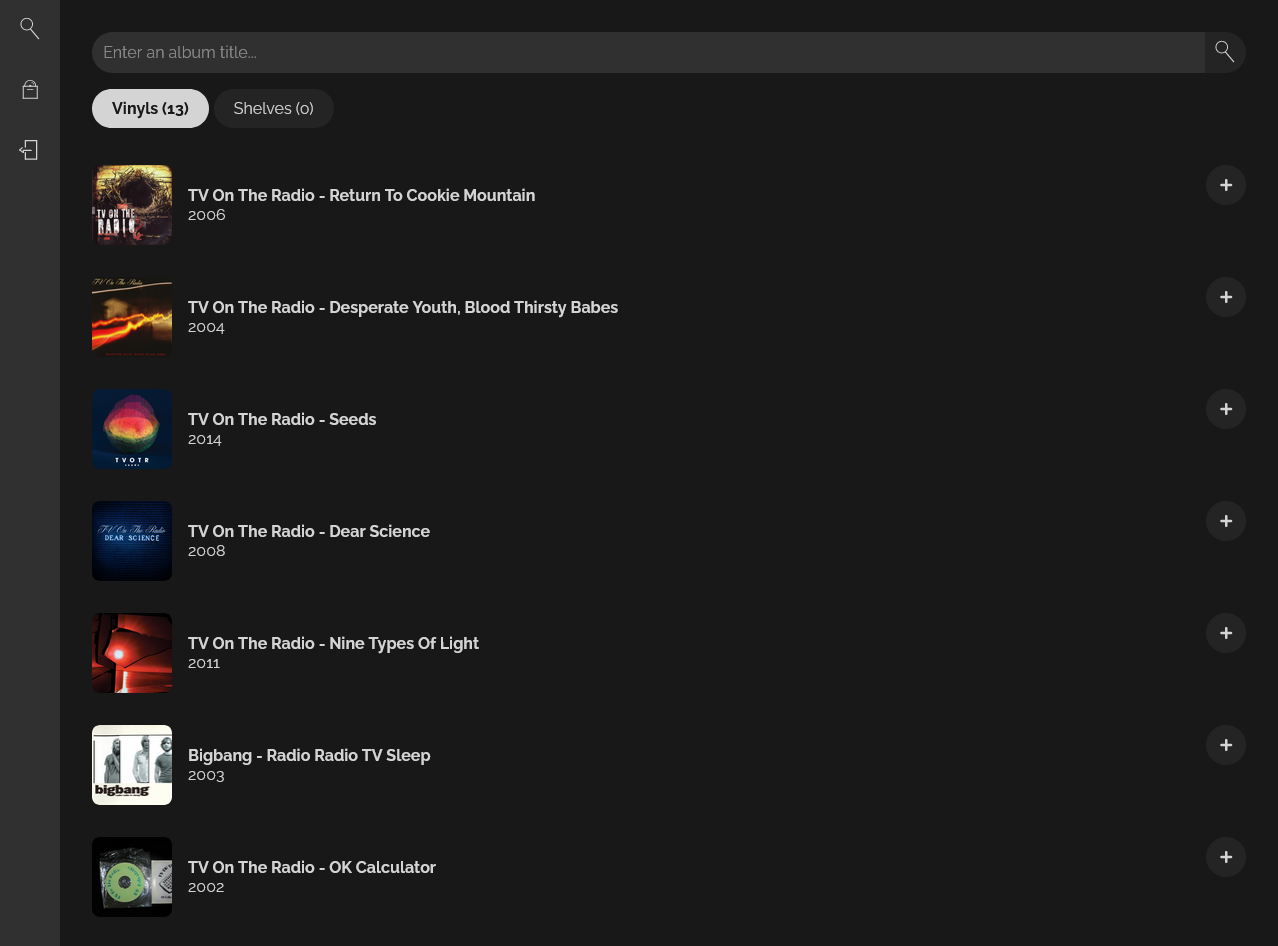 Enter an album title...
Vinyls (13)
Shelves (0)
TV On The Radio - Return To Cookie Mountain
2006
TV ON THE
RADIO
TV On The Radio - Desperate Youth, Blood Thirsty Babes
2004
TV On The Radio
TV On The Radio - Seeds
2014
TVOTR
SEEDS
TV On The Radio - Dear Science
2008
TV On The Radio
DEAR SCIENCE
TV On The Radio - Nine Types Of Light
2011
Bigbang - Radio Radio TV Sleep
2003
bigbang
TV On The Radio - OK Calculator
2002